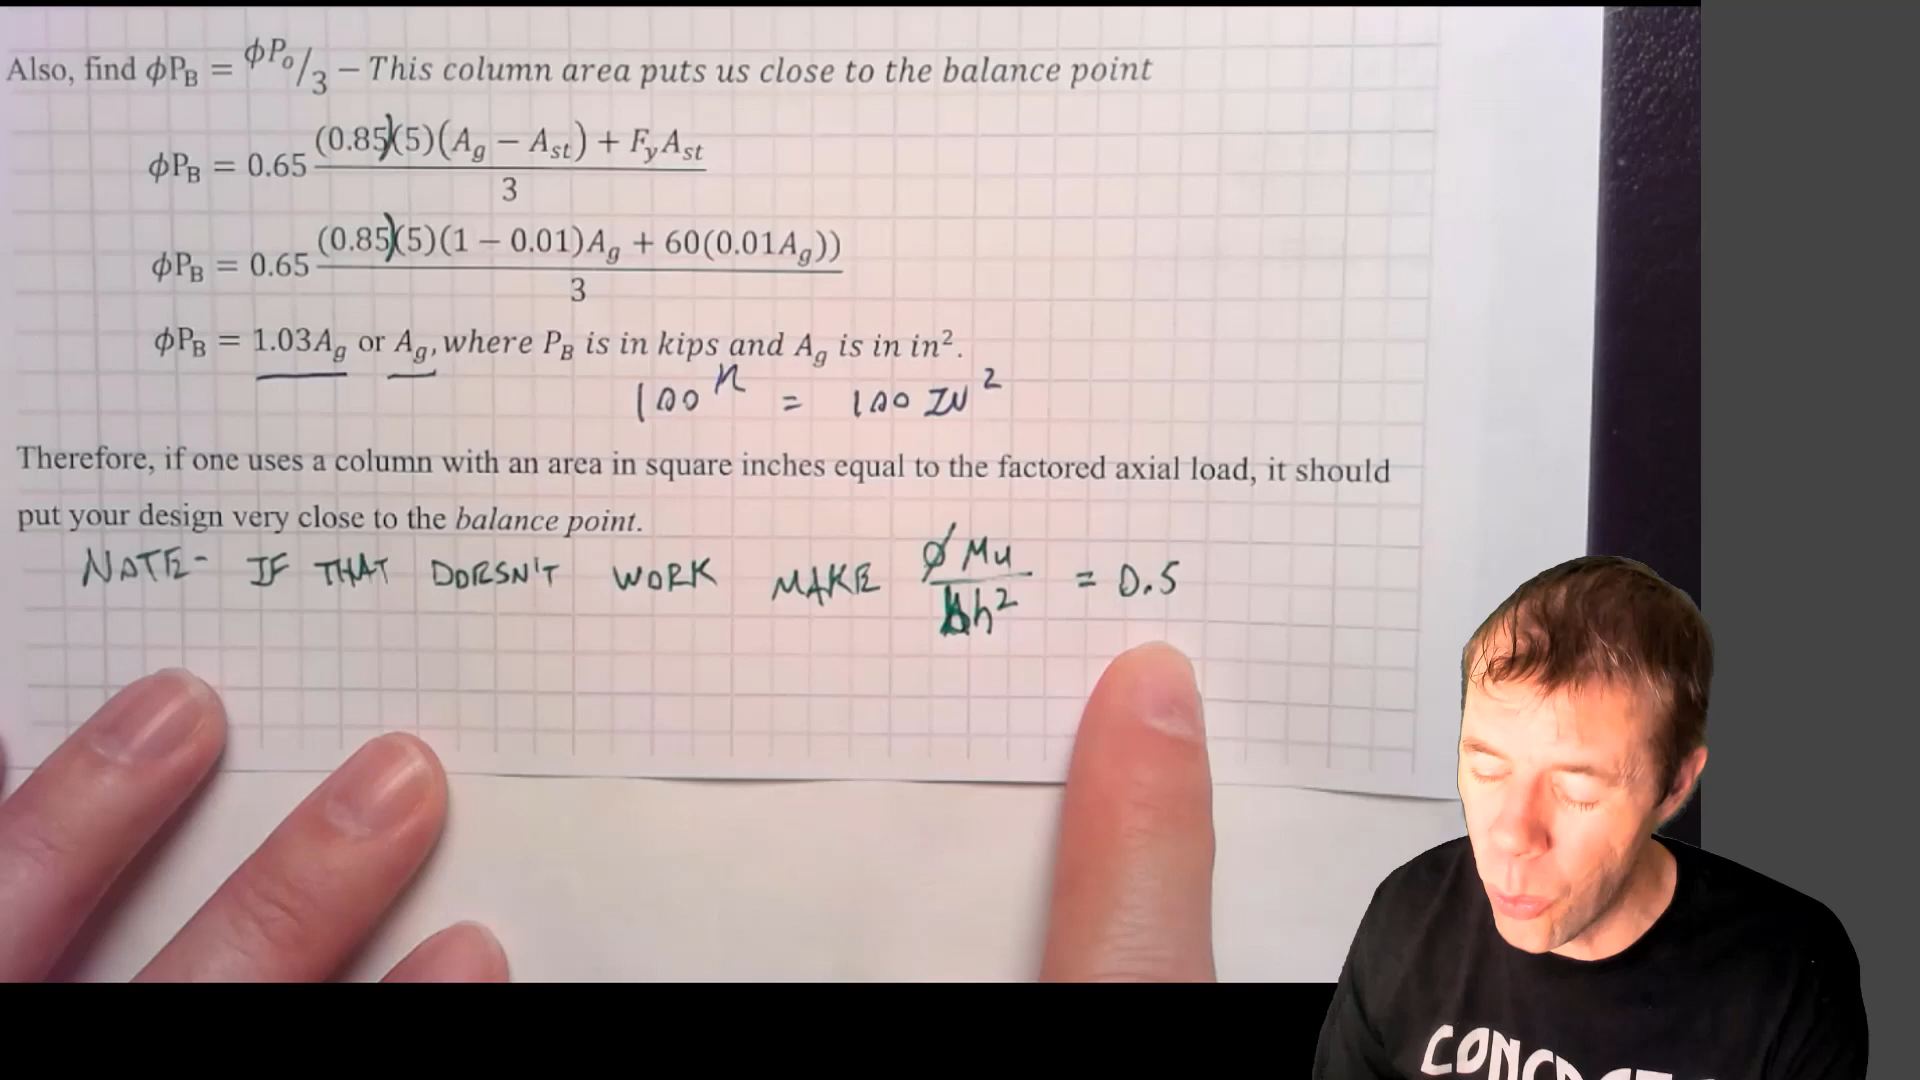 Also, find ϕP_B = ϕP_o/3 – This column area puts us close to the balance point
ϕP_B = 0.65 (0.85)(5)(A_g − A_st) + F_y A_st / 3
ϕP_B = 0.65 (0.85)(5)(1 − 0.01)A_g + 60(0.01A_g)) / 3
ϕP_B = 1.03A_g or A_g, where P_B is in kips and A_g is in in².
100ᴷ = 100 IN²
Therefore, if one uses a column with an area in square inches equal to the factored axial load, it should
put your design very close to the balance point.
NOTE- IF THAT DOESN'T WORK MAKE ϕMu / bh² = 0.5